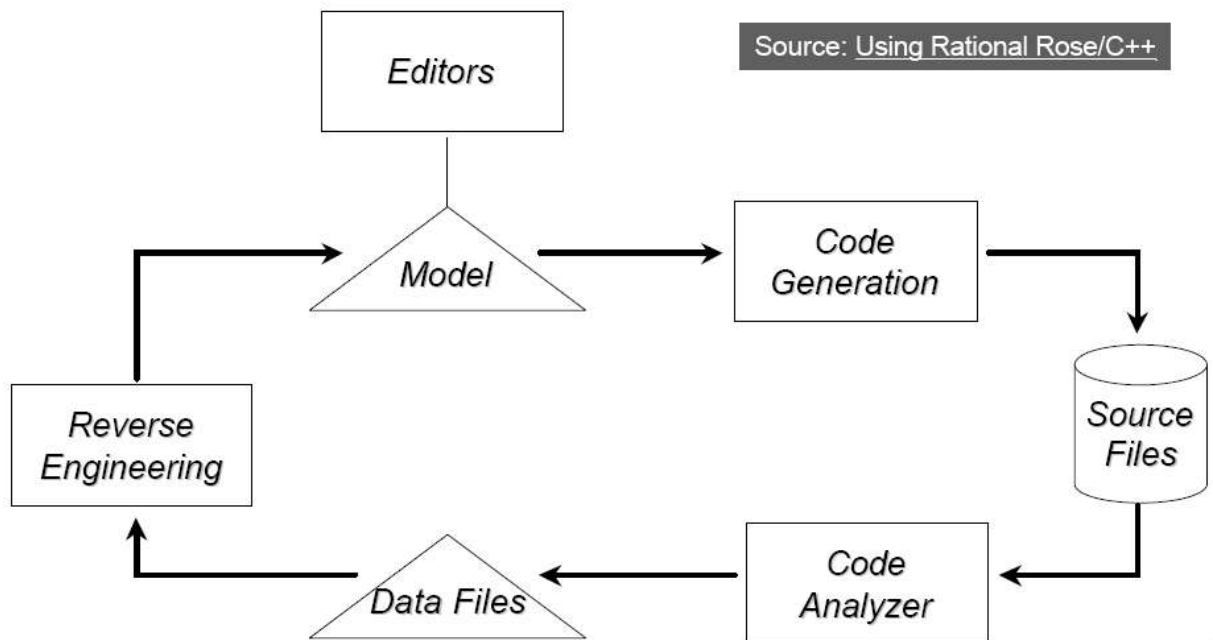 Editors
Source: Using Rational Rose/C++
Model
Code
Generation
Reverse
Engineering
Source
Files
Data Files
Code
Analyzer